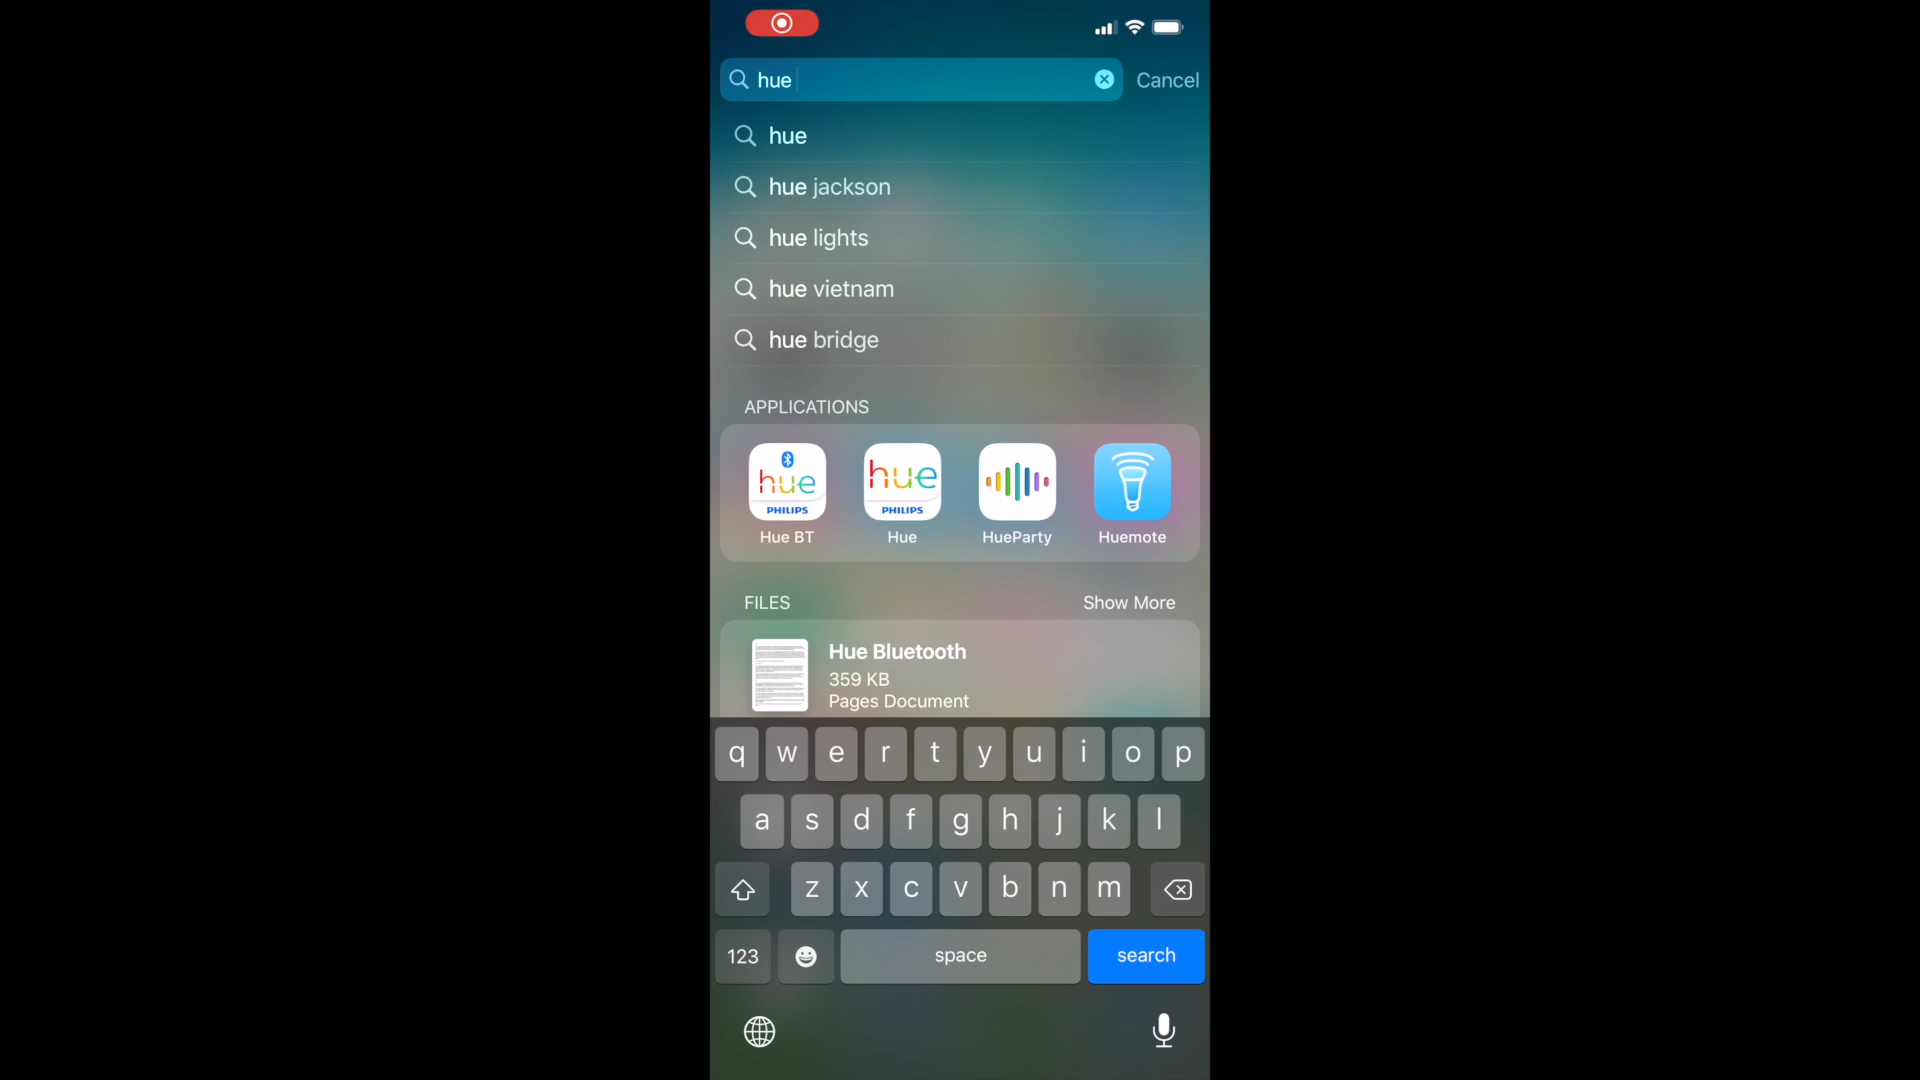 hue
Cancel
hue
hue jackson
hue lights
hue vietnam
hue bridge
APPLICATIONS
hue
PHILIPS
hue
PHILIPS
Hue BT
Hue
HueParty
Huemote
FILES
Show More
Hue Bluetooth
359 KB
Pages Document
q w e r t y u i o p
a s d f g h j k l
z x c v b n m
123
space
search